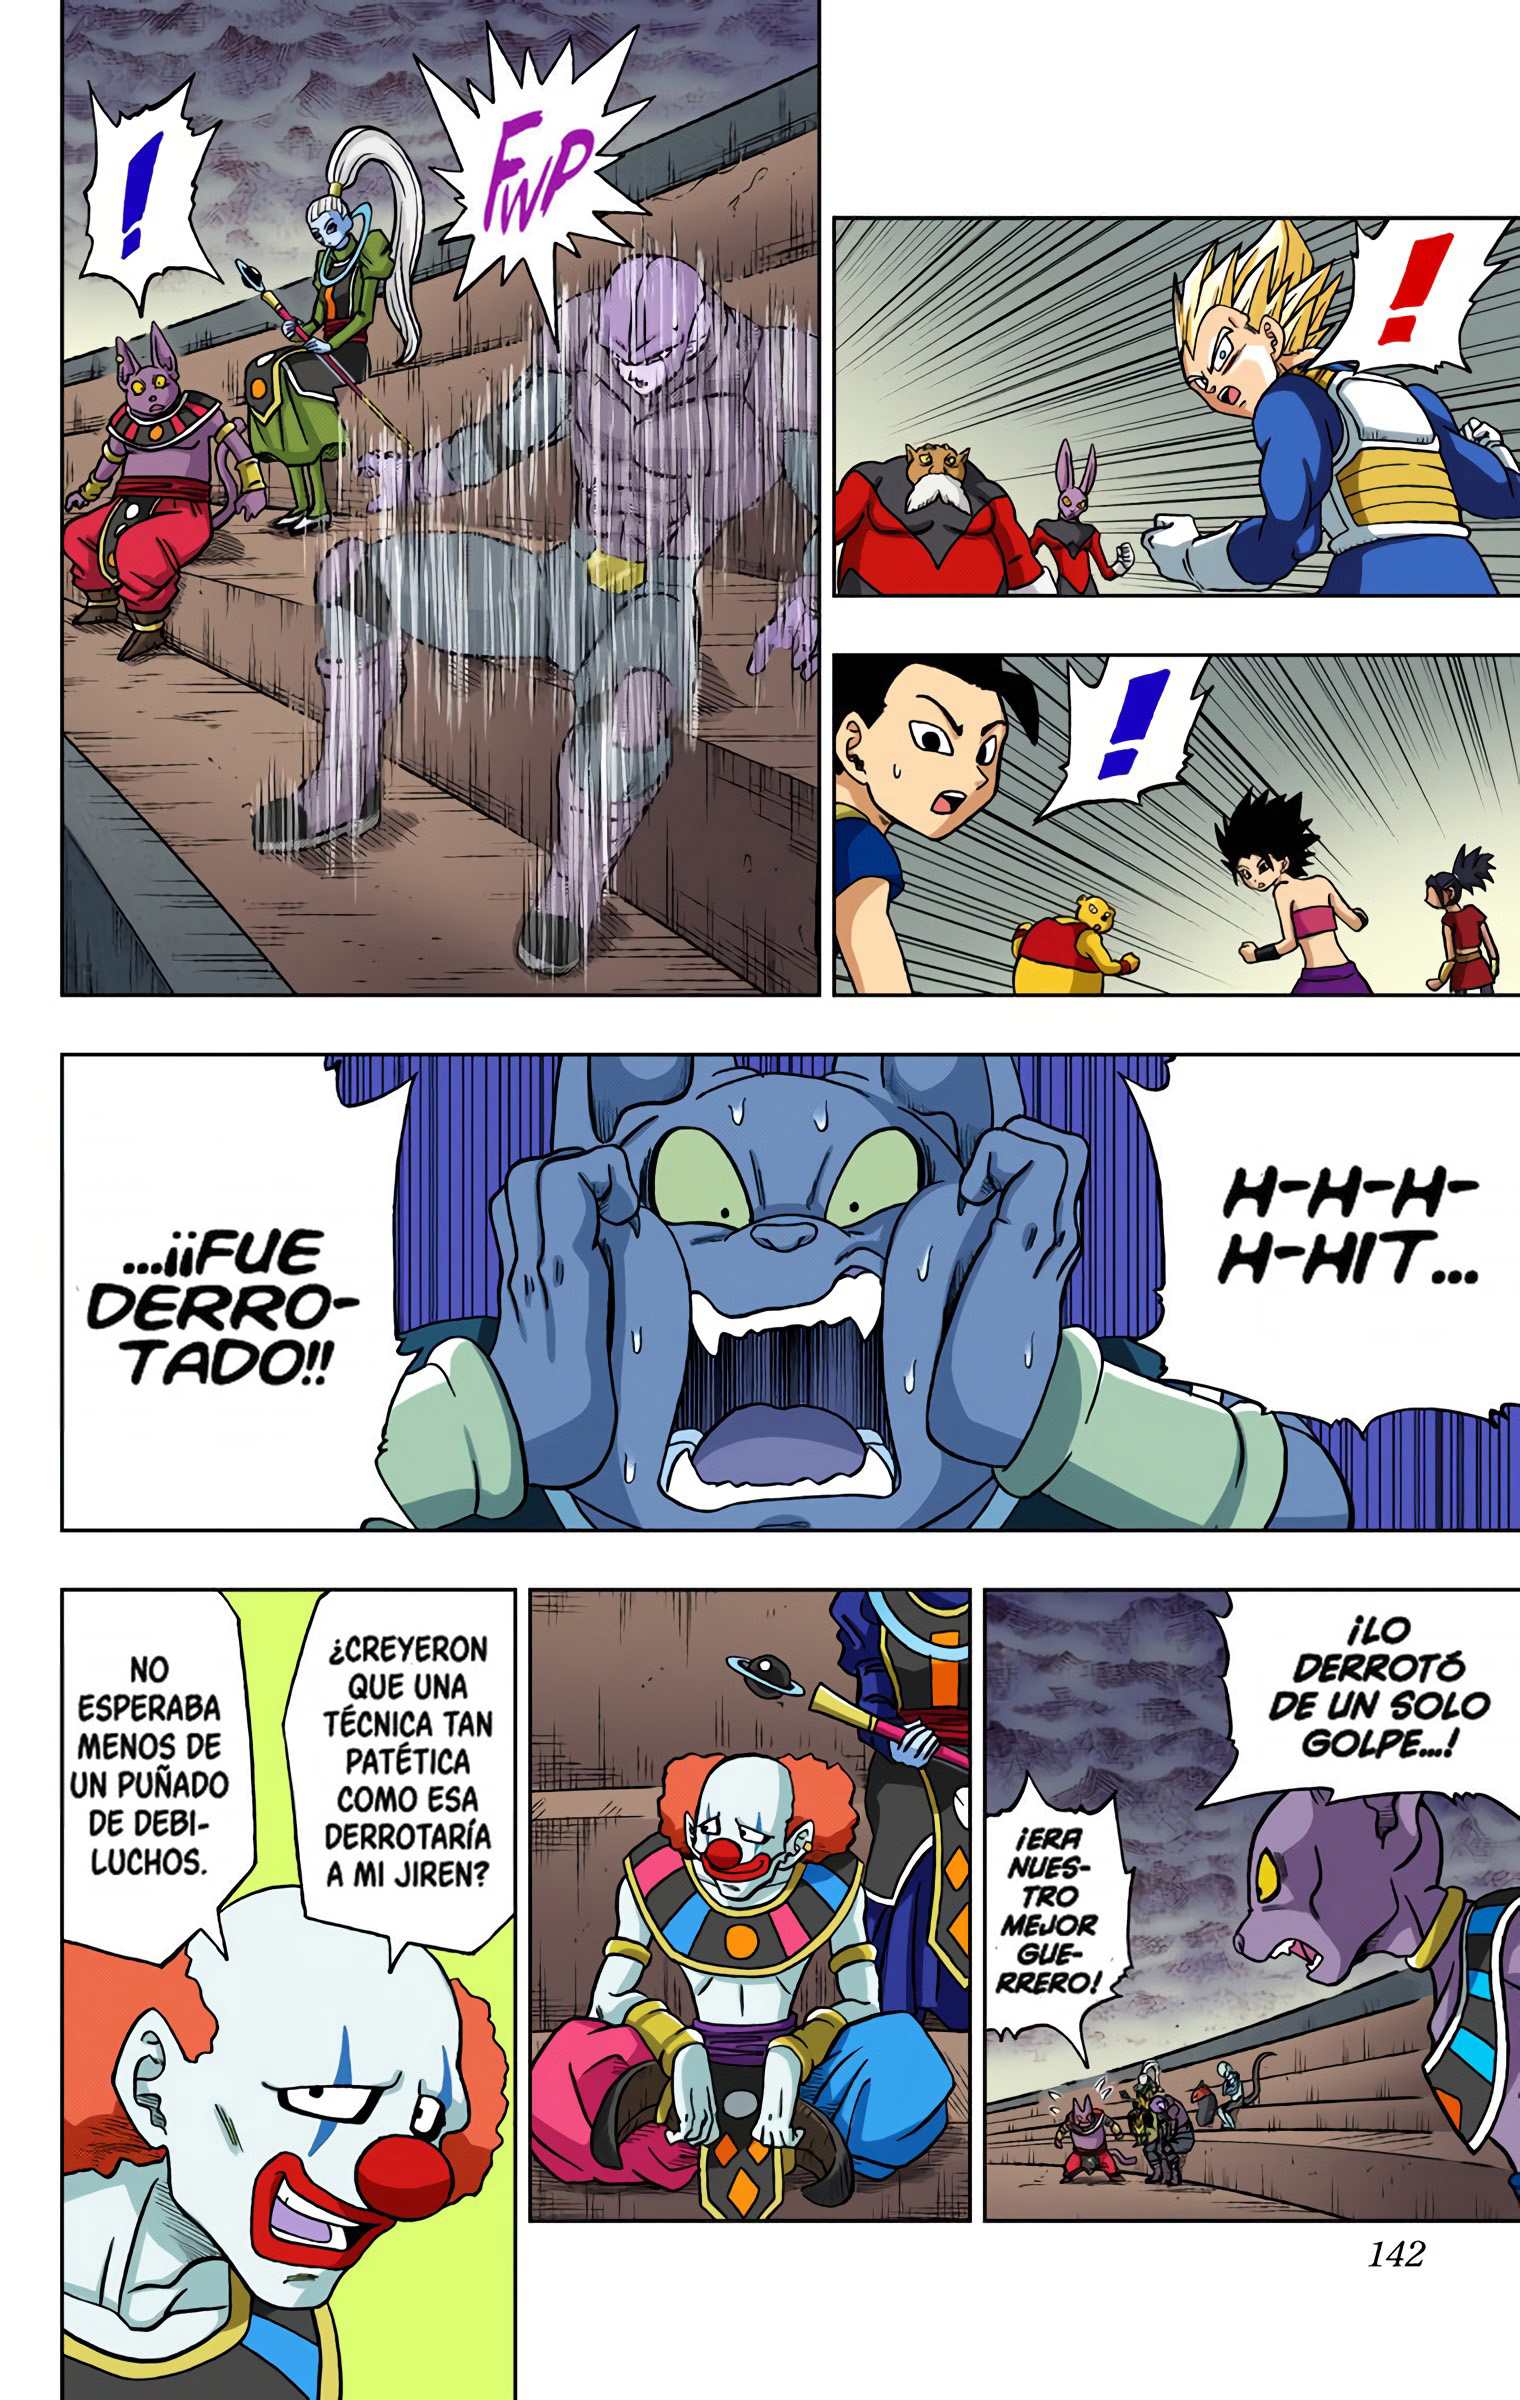 !
!
FWP
!
H-H-H-
H-HIT...
...¡¡FUE
DERRO-
TADO!!
¡LO
DERROTÓ
DE UN SOLO
GOLPE...!
¡ERA
NUES-
TRO
MEJOR
GUE-
RRERO!
¿CREYERON
QUE UNA
TÉCNICA TAN
PATÉTICA
COMO ESA
DERROTARÍA
A MI JIREN?
NO
ESPERABA
MENOS DE
UN PUÑADO
DE DEBI-
LUCHOS.
142